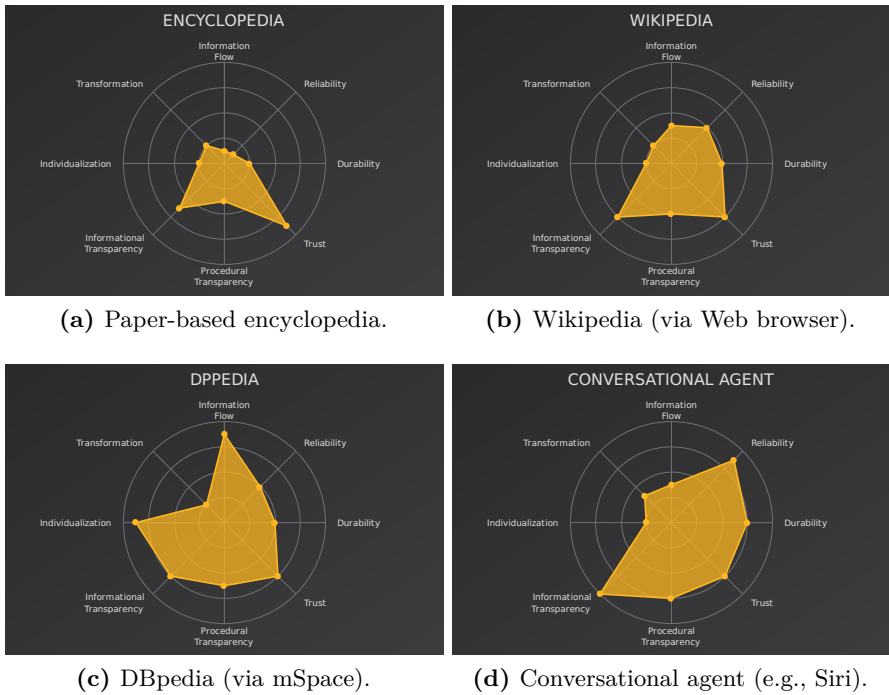 ENCYCLOPEDIA
Information
Flow
Transformation
Reliability
Individualization
Durability
Informational
Transparency
Trust
Procedural
Transparency
(a) Paper-based encyclopedia.
WIKIPEDIA
Information
Flow
Transformation
Reliability
Individualization
Durability
Informational
Transparency
Trust
Procedural
Transparency
(b) Wikipedia (via Web browser).
DPPEDIA
Information
Flow
Transformation
Reliability
Individualization
Durability
Informational
Transparency
Trust
Procedural
Transparency
(c) DBpedia (via mSpace).
CONVERSATIONAL AGENT
Information
Flow
Transformation
Reliability
Individualization
Durability
Informational
Transparency
Trust
Procedural
Transparency
(d) Conversational agent (e.g., Siri).